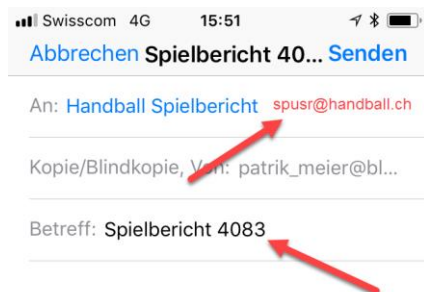 Swisscom 4G 15:51
Abbrechen Spielbericht 40... Senden
An: Handball Spielbericht spusr@handball.ch
Kopie/Blindkopie, Von: patrik_meier@bl...
Betreff: Spielbericht 4083